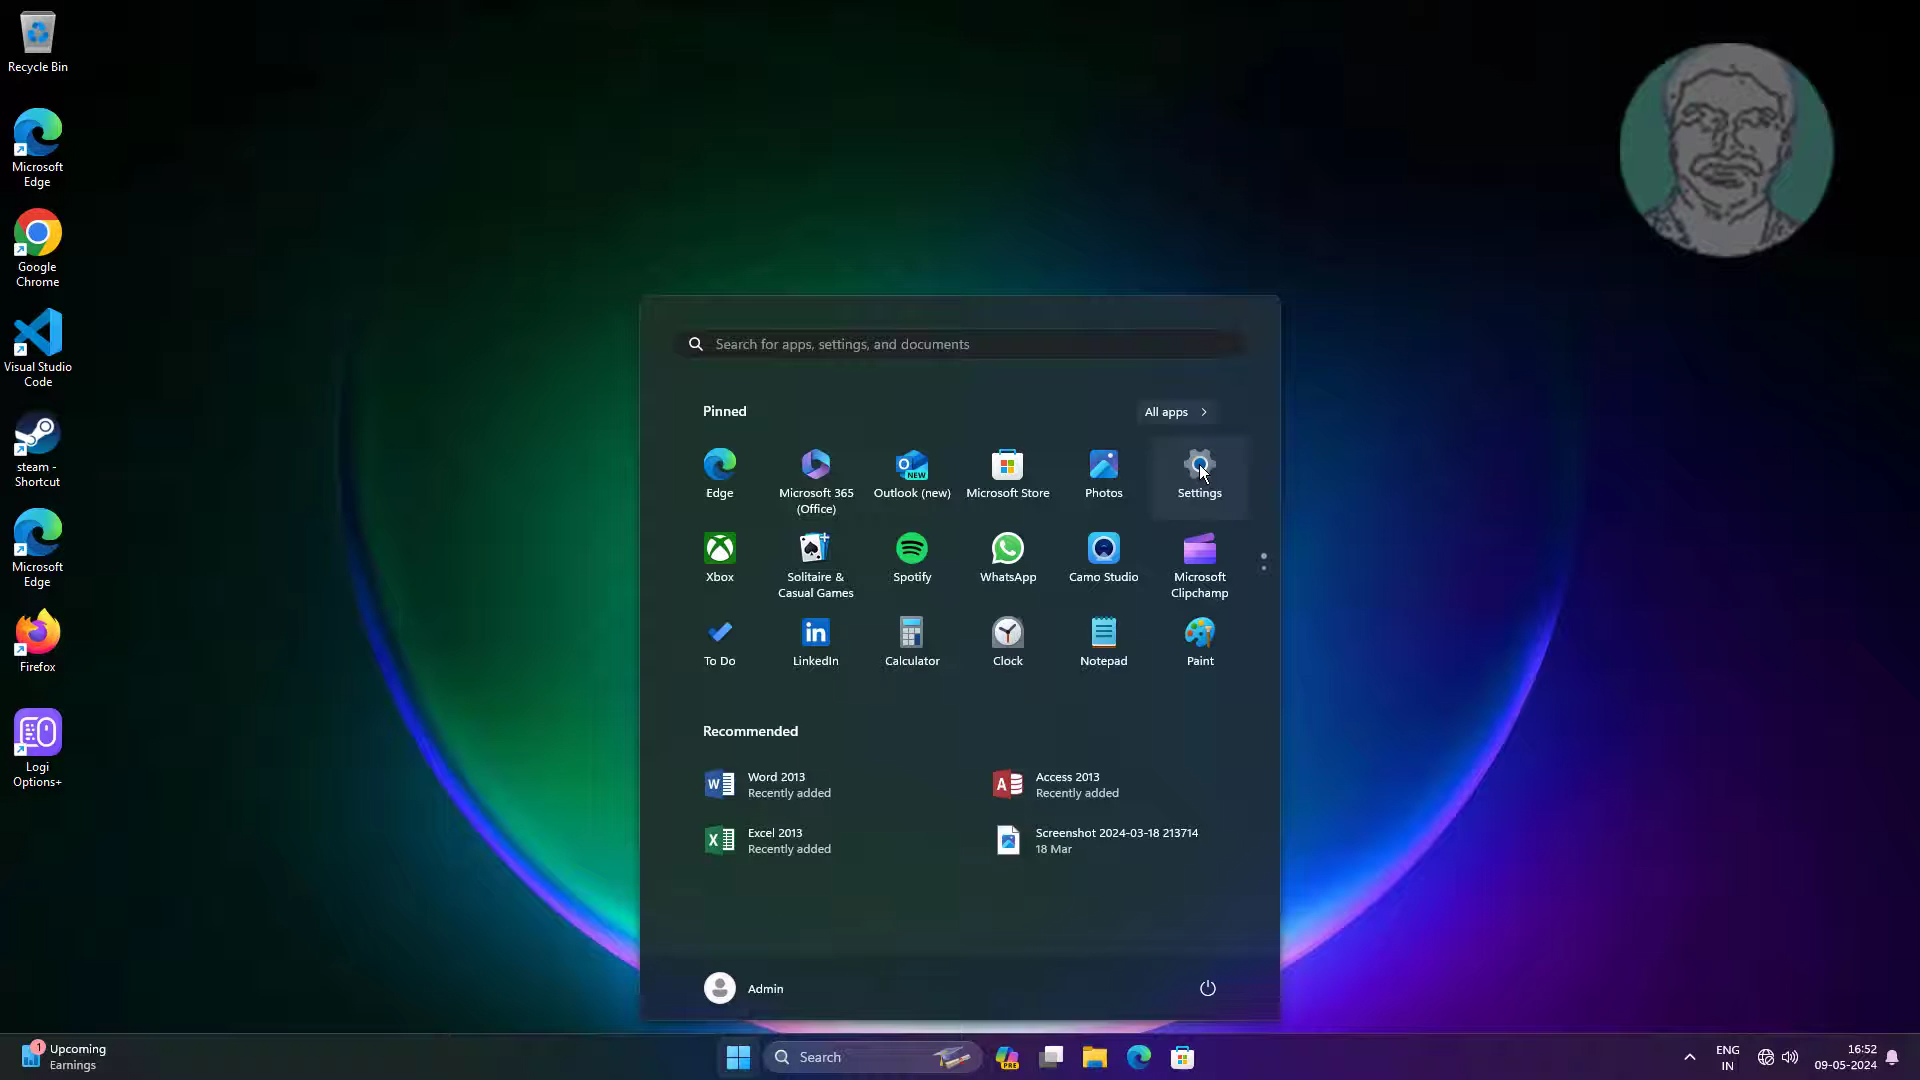 Recycle Bin
Microsoft
Edge
Google
Chrome
Visual Studio
Code
steam -
Shortcut
Microsoft
Edge
Firefox
Logi
Options+
Search for apps, settings, and documents
Pinned
All apps
Edge
Microsoft 365
(Office)
Outlook (new)
Microsoft Store
Photos
Settings
Xbox
Solitaire &
Casual Games
Spotify
WhatsApp
Camo Studio
Microsoft
Clipchamp
To Do
LinkedIn
Calculator
Clock
Notepad
Paint
Recommended
Word 2013
Recently added
Access 2013
Recently added
Excel 2013
Recently added
Screenshot 2024-03-18 213714
18 Mar
Admin
1
Upcoming
Earnings
Search
PRE
ENG
IN
16:52
09-05-2024
NEW